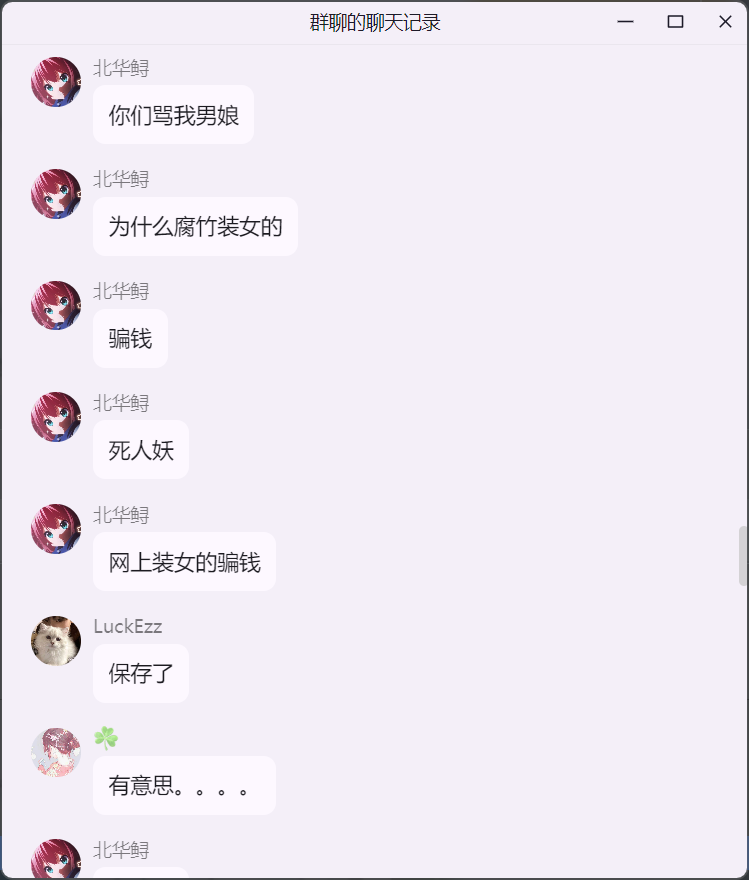 群聊的聊天记录
北华鲟
你们骂我男娘
北华鲟
为什么腐竹装女的
北华鲟
骗钱
北华鲟
死人妖
北华鲟
网上装女的骗钱
LuckEzz
保存了
☘
有意思。。。。
北华鲟